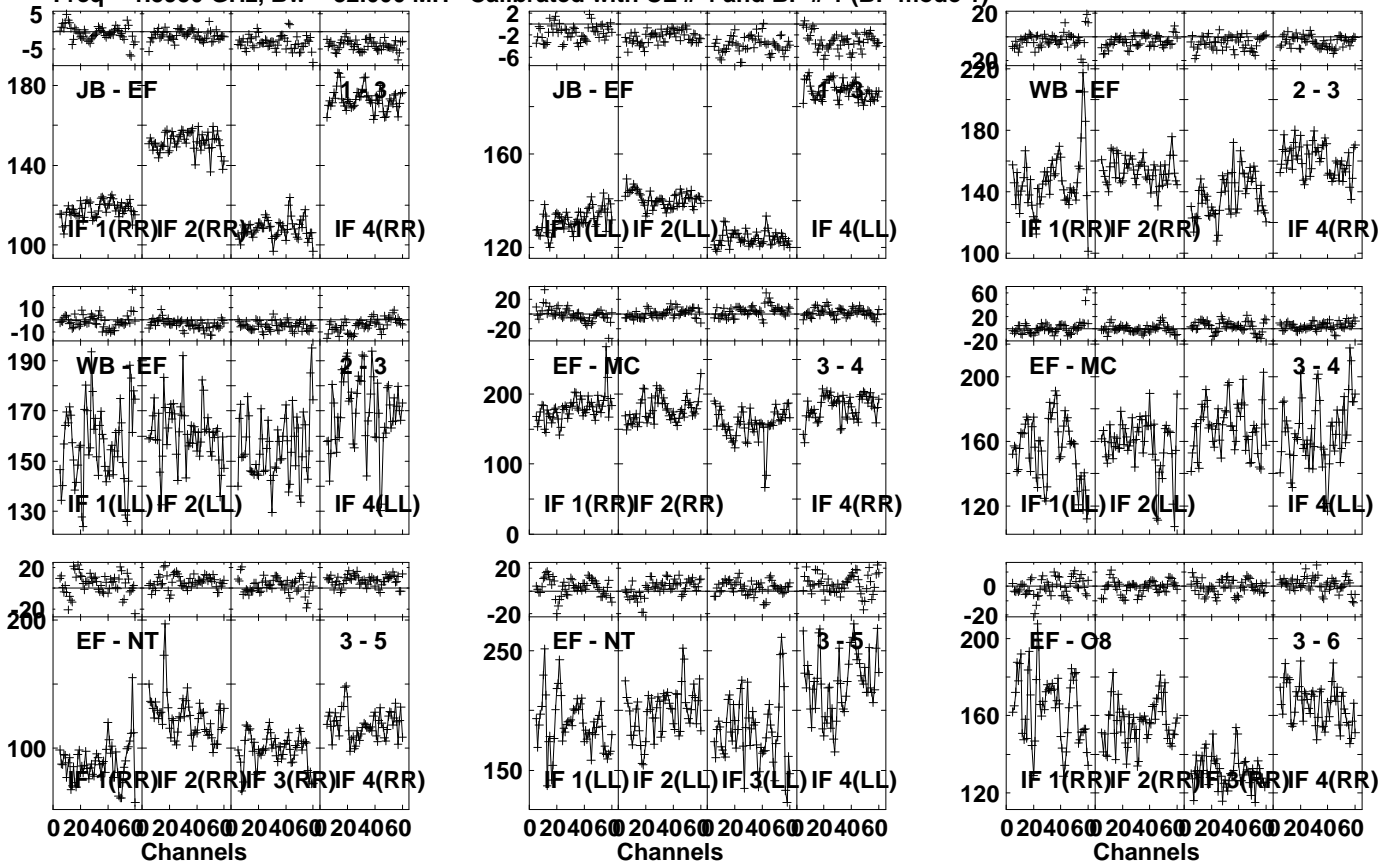 5
-5
180
140
100
JB - EF
1 - 3
IF 1(RR)
IF 2(RR)
IF 4(RR)
2
-2
-6
160
120
JB - EF
IF 1(LL)
IF 2(LL)
IF 4(LL)
20
220
180
140
100
WB - EF
2 - 3
IF 1(RR)
IF 2(RR)
IF 4(RR)
10
-10
190
170
150
130
WB - EF
2 - 3
IF 1(LL)
IF 2(LL)
IF 4(LL)
20
-20
200
100
0
EF - MC
3 - 4
IF 1(RR)
IF 2(RR)
IF 4(RR)
60
20
-20
200
160
120
EF - MC
3 - 4
IF 1(LL)
IF 2(LL)
IF 4(LL)
20
-20
200
100
EF - NT
3 - 5
IF 1(RR)
IF 2(RR)
IF 3(RR)
IF 4(RR)
0 20 40 60 0 20 40 60 0 20 40 60 0 20 40 60
Channels
20
-20
250
150
EF - NT
3 - 5
IF 1(LL)
IF 2(LL)
IF 3(LL)
IF 4(LL)
0 20 40 60 0 20 40 60 0 20 40 60 0 20 40 60
Channels
0
-20
200
160
120
EF - O8
3 - 6
IF 1(RR)
IF 2(RR)
IF 3(RR)
IF 4(RR)
0 20 40 60 0 20 40 60 0 20 40 60 0 20 40 60
Channels